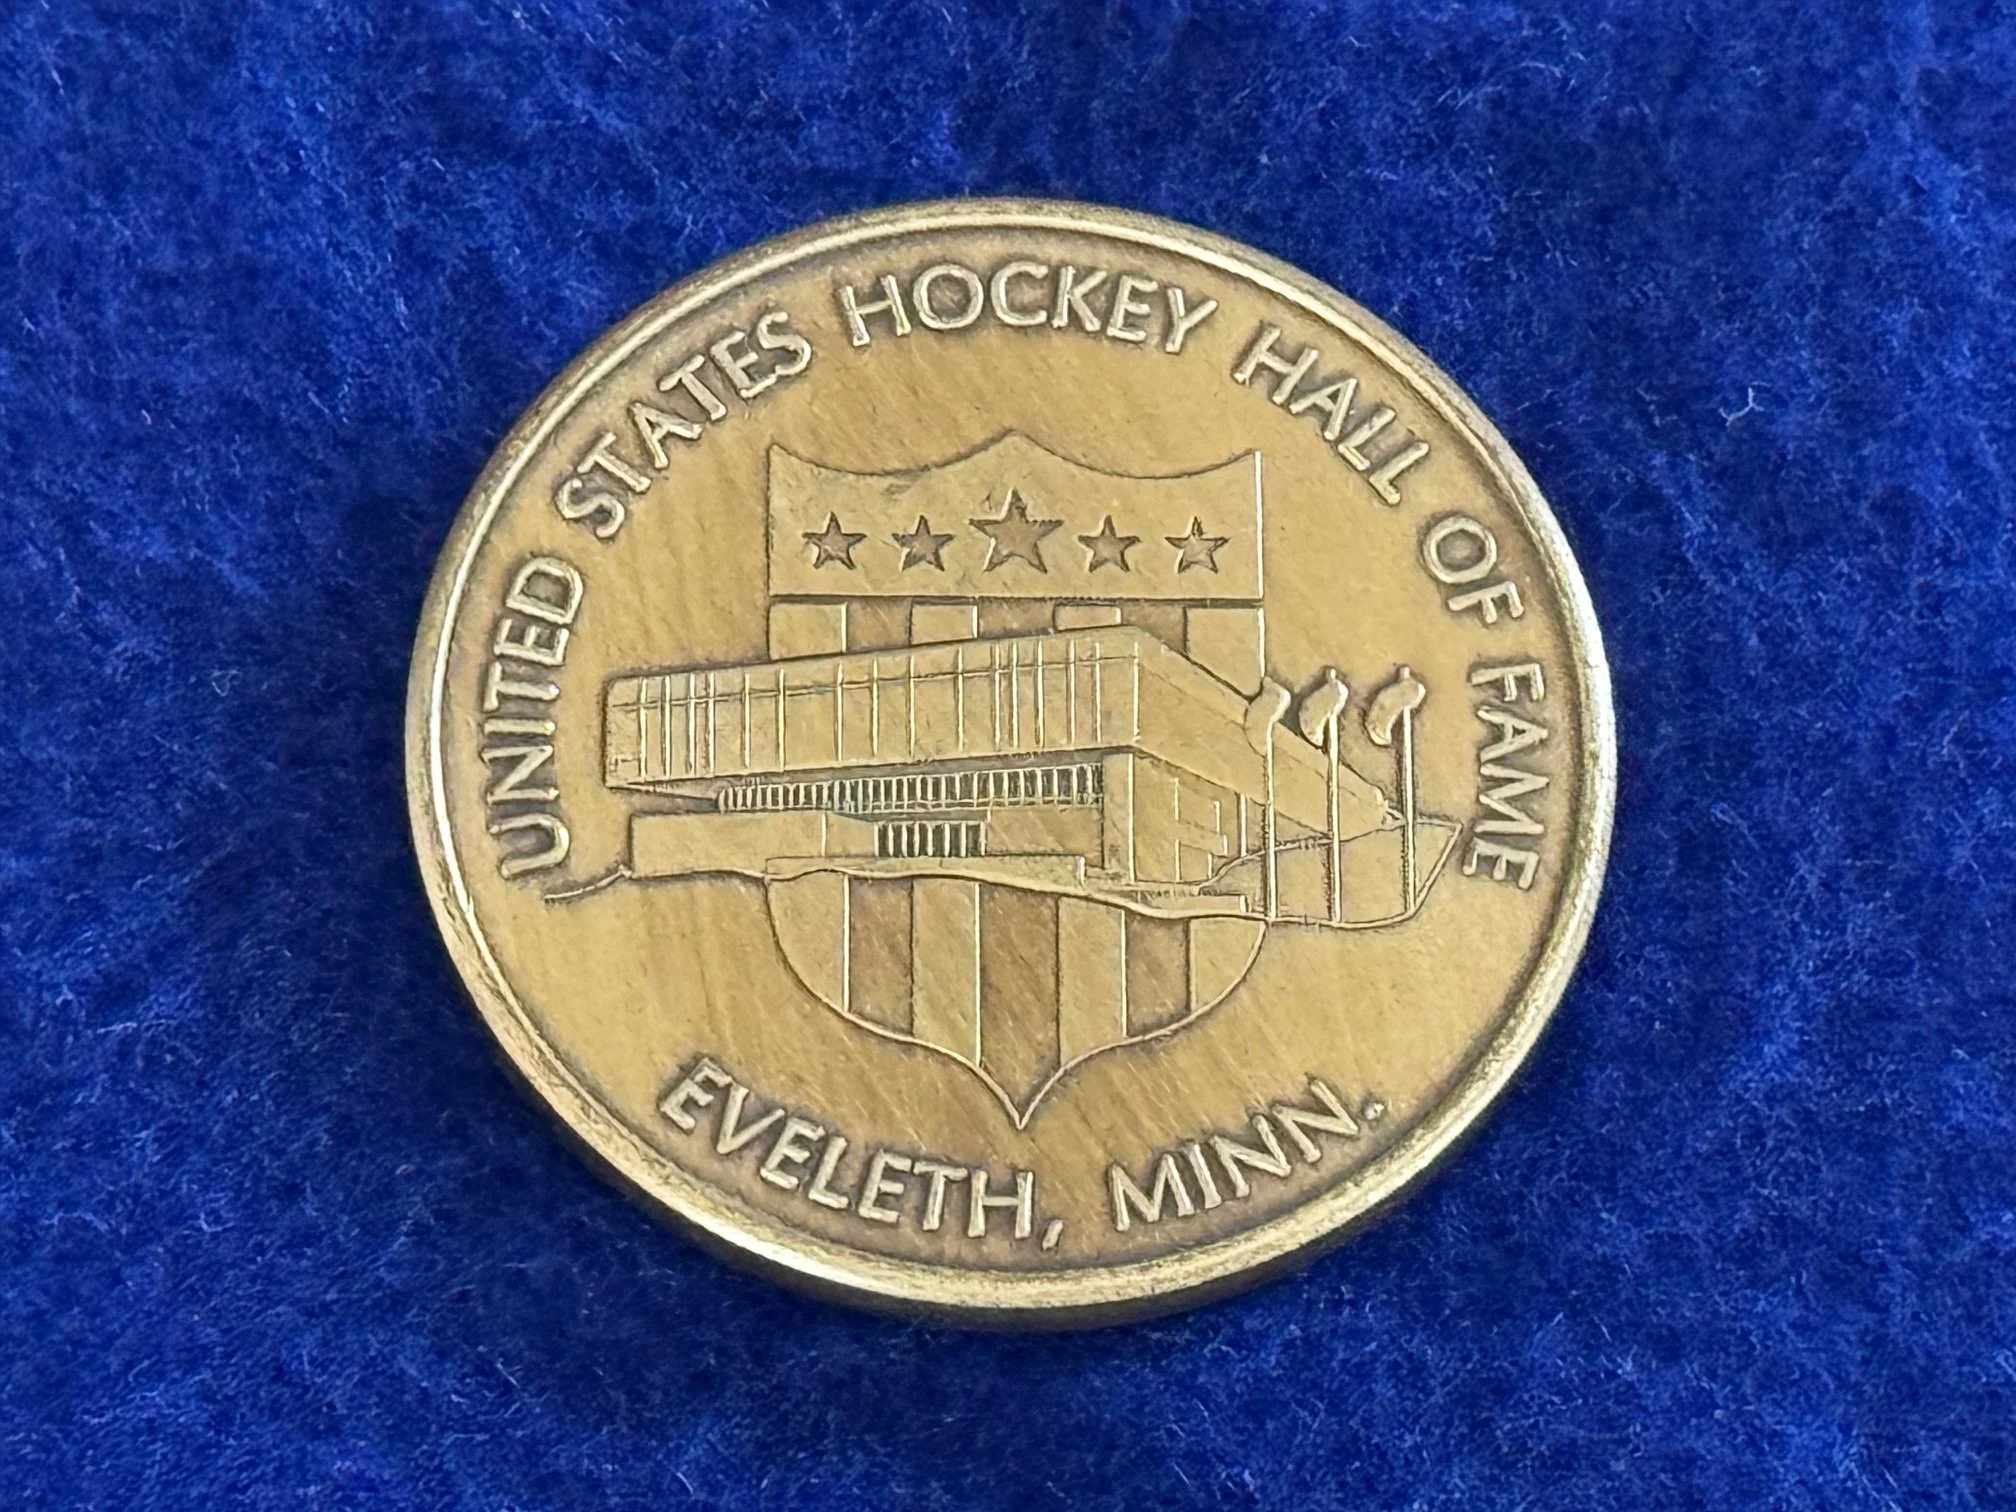 UNITED STATES HOCKEY HALL OF FAME
EVELETH, MINN.